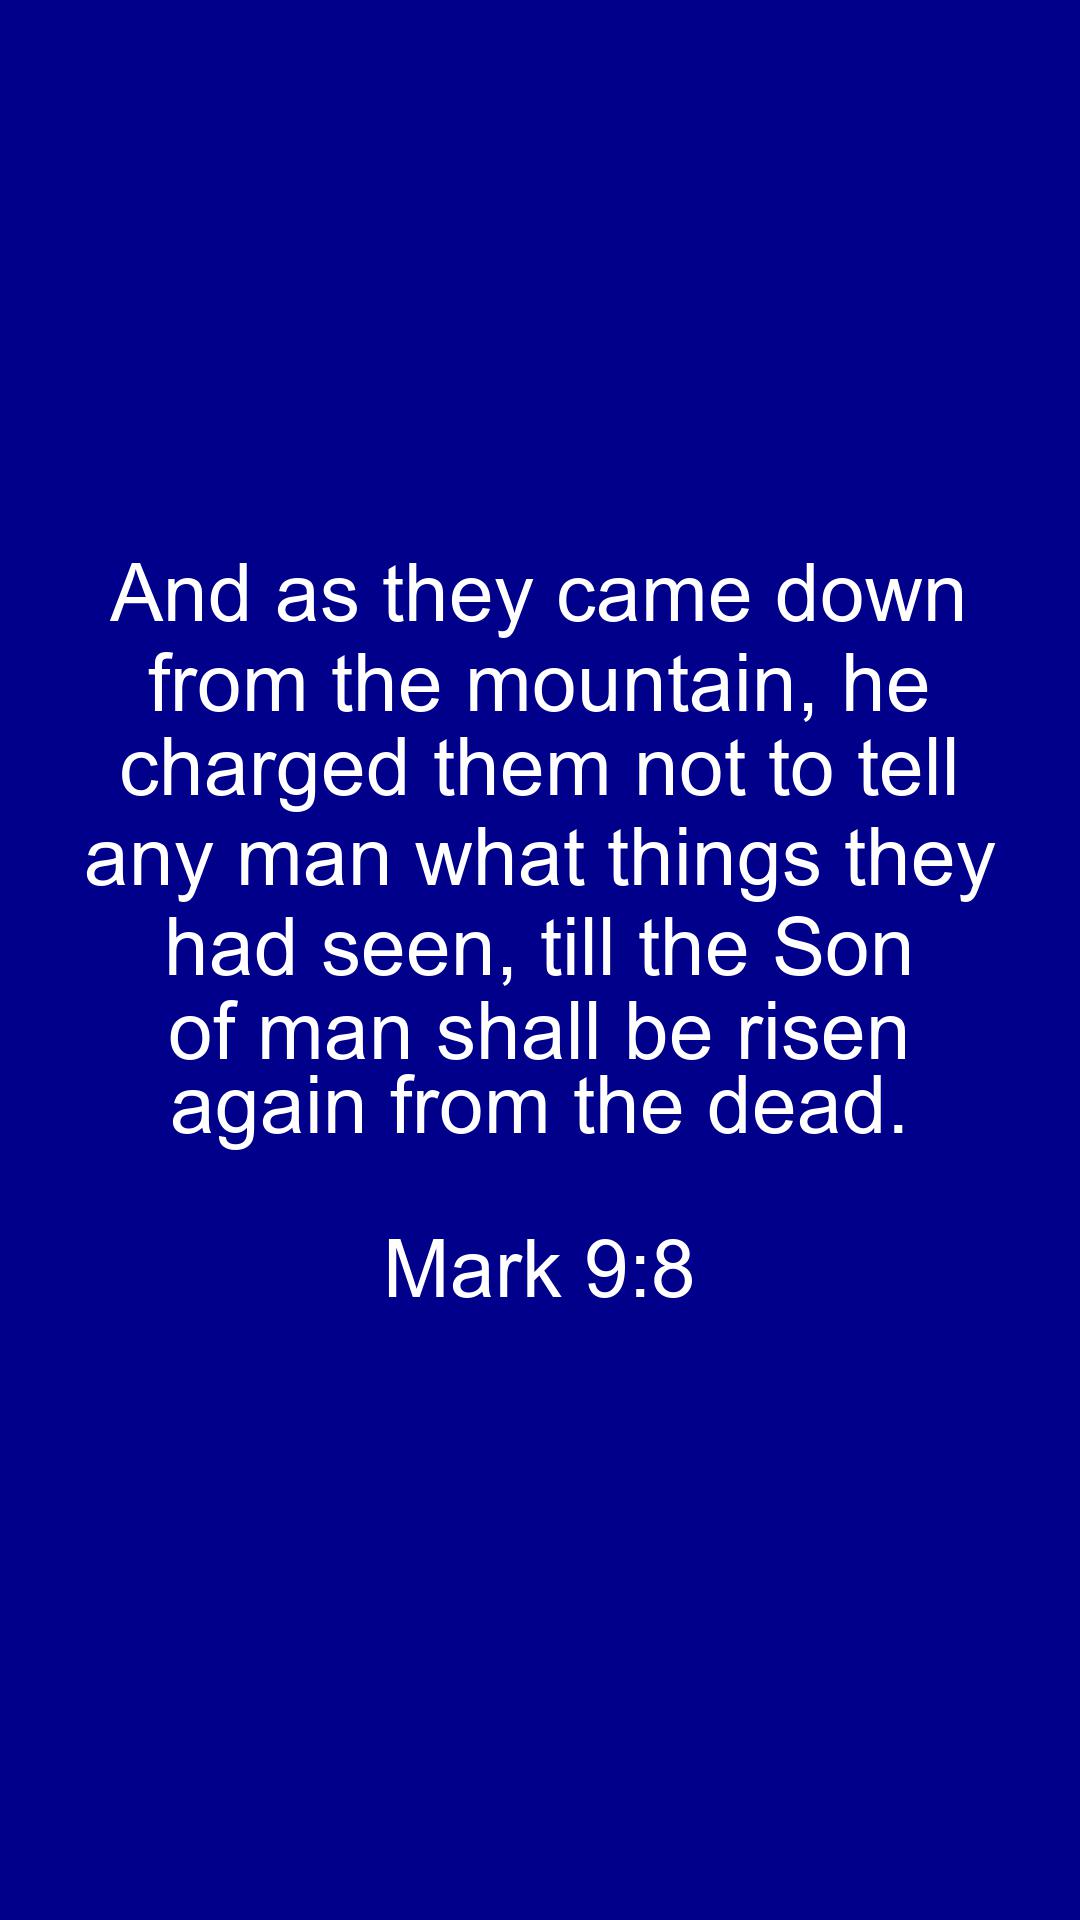 And as they came down
from the mountain, he
charged them not to tell
any man what things they
had seen, till the Son
of man shall be risen
again from the dead.
Mark 9:8